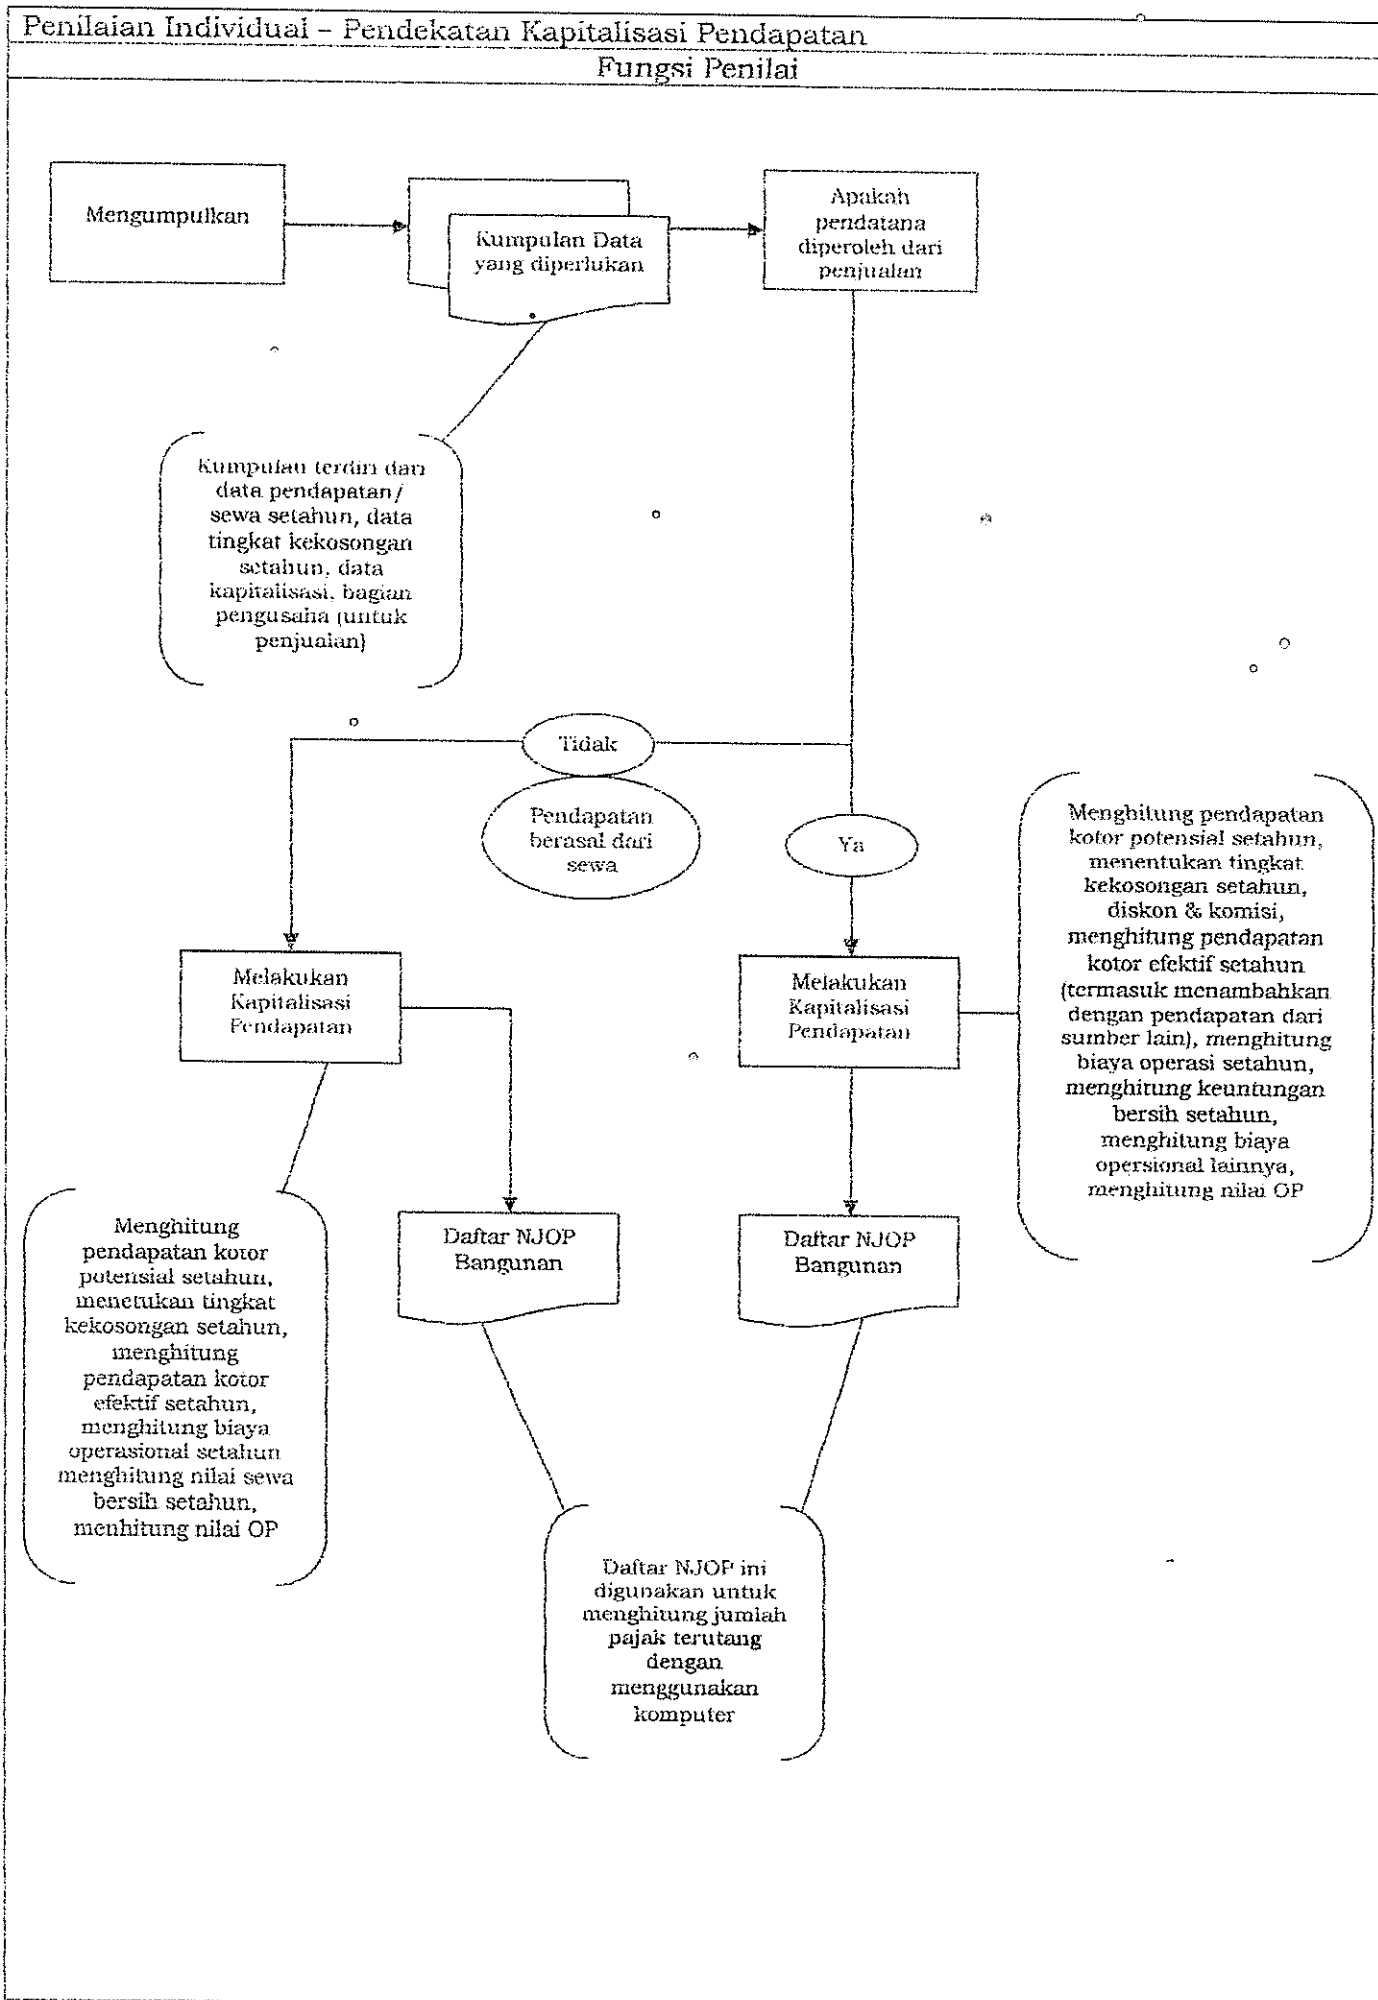 Penilaian Individual – Pendekatan Kapitalisasi Pendapatan
Fungsi Penilai
Mengumpulkan
Kumpulan Data
yang diperlukan
Apakah
pendatana
diperoleh dari
penjualan
Kumpulan terdiri dari
data pendapatan/
sewa setahun, data
tingkat kekosongan
setahun, data
kapitalisasi, bagian
pengusaha (untuk
penjualan)
Tidak
Pendapatan
berasal dari
sewa
Ya
Menghitung pendapatan
kotor potensial setahun,
menentukan tingkat
kekosongan setahun,
diskon & komisi,
menghitung pendapatan
kotor efektif setahun
(termasuk menambahkan
dengan pendapatan dari
sumber lain), menghitung
biaya operasi setahun,
menghitung keuntungan
bersih setahun,
menghitung biaya
opersional lainnya,
menghitung nilai OP
Melakukan
Kapitalisasi
Pendapatan
Melakukan
Kapitalisasi
Pendapatan
Menghitung
pendapatan kotor
potensial setahun,
menetukan tingkat
kekosongan setahun,
menghitung
pendapatan kotor
efektif setahun,
menghitung biaya
operasional setahun
menghitung nilai sewa
bersih setahun,
menhitung nilai OP
Daftar NJOP
Bangunan
Daftar NJOP
Bangunan
Daftar NJOP ini
digunakan untuk
menghitung jumlah
pajak terutang
dengan
menggunakan
komputer